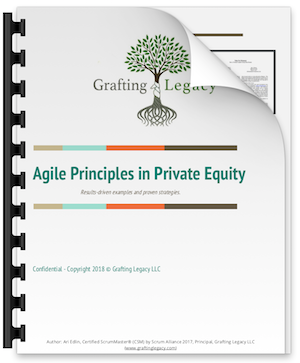 Grafting Legacy
Agile Principles in Private Equity
Results-driven examples and proven strategies.
Confidential - Copyright 2018 © Grafting Legacy LLC
Author: Ari Edlin, Certified ScrumMaster® (CSM) by Scrum Alliance 2017, Principal, Grafting Legacy LLC
(www.graftinglegacy.com)